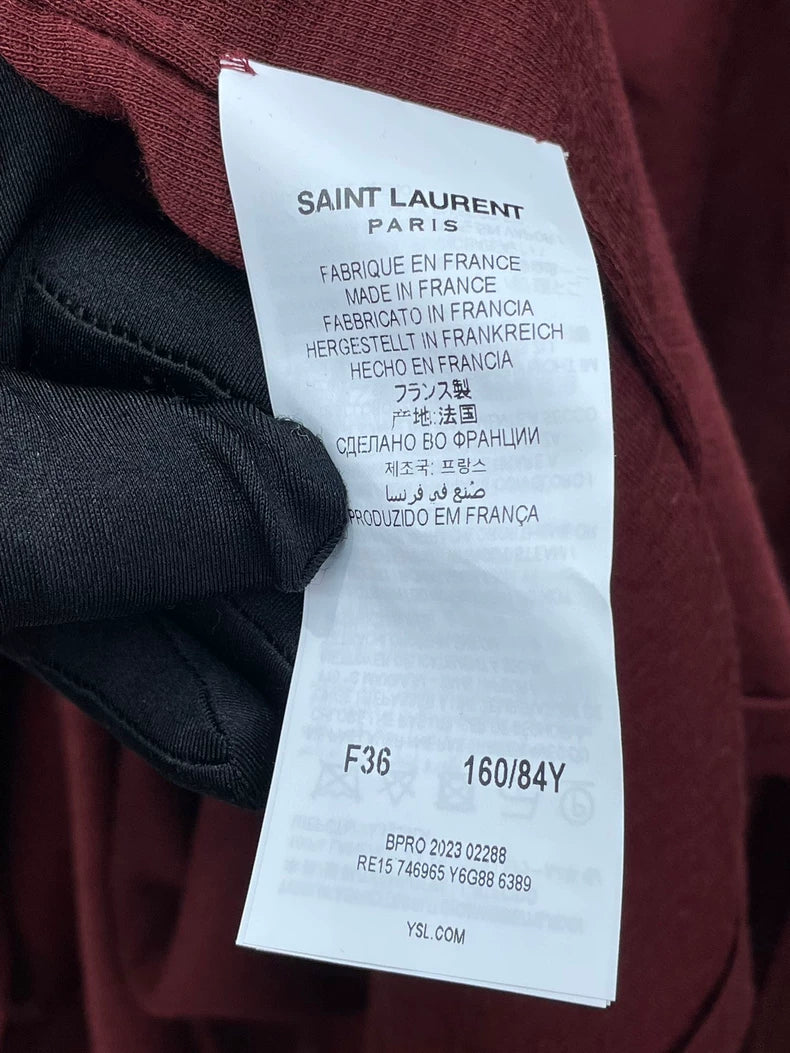 SAINT LAURENT
PARIS
FABRIQUE EN FRANCE
MADE IN FRANCE
FABBRICATO IN FRANCIA
HERGESTELLT IN FRANKREICH
HECHO EN FRANCIA
フランス製
产地:法国
СДЕЛАНО ВО ФРАНЦИИ
제조국: 프랑스
صُنع في فرنسا
PRODUZIDO EM FRANÇA
F36 160/84Y
BPRO 2023 02288
RE15 746965 Y6G88 6389
YSL.COM